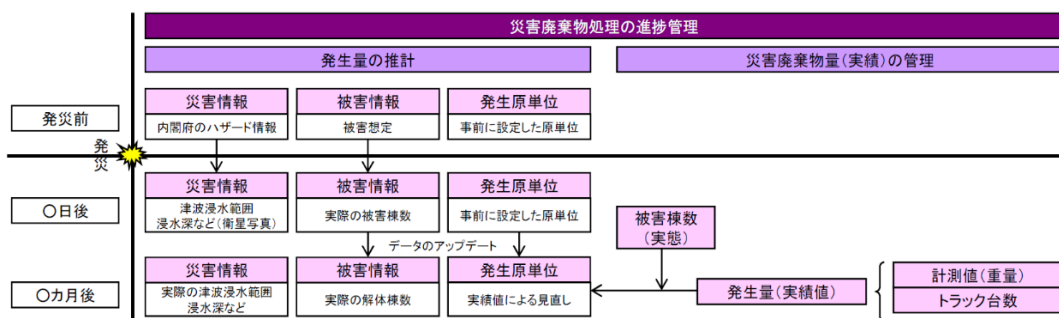 災害廃棄物処理の進捗管理
発生量の推計
災害廃棄物量(実績)の管理
発災前
災害情報
内閣府のハザード情報
被害情報
被害想定
発生原単位
事前に設定した原単位
発災
〇日後
災害情報
津波浸水範囲
浸水深など(衛星写真)
被害情報
実際の被害棟数
発生原単位
事前に設定した原単位
被害棟数
(実態)
データのアップデート
〇カ月後
災害情報
実際の津波浸水範囲
浸水深など
被害情報
実際の解体棟数
発生原単位
実績値による見直し
発生量(実績値)
計測値(重量)
トラック台数